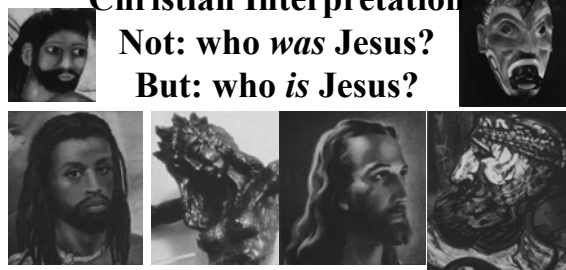 Christian Interpretation
Not: who was Jesus?
But: who is Jesus?